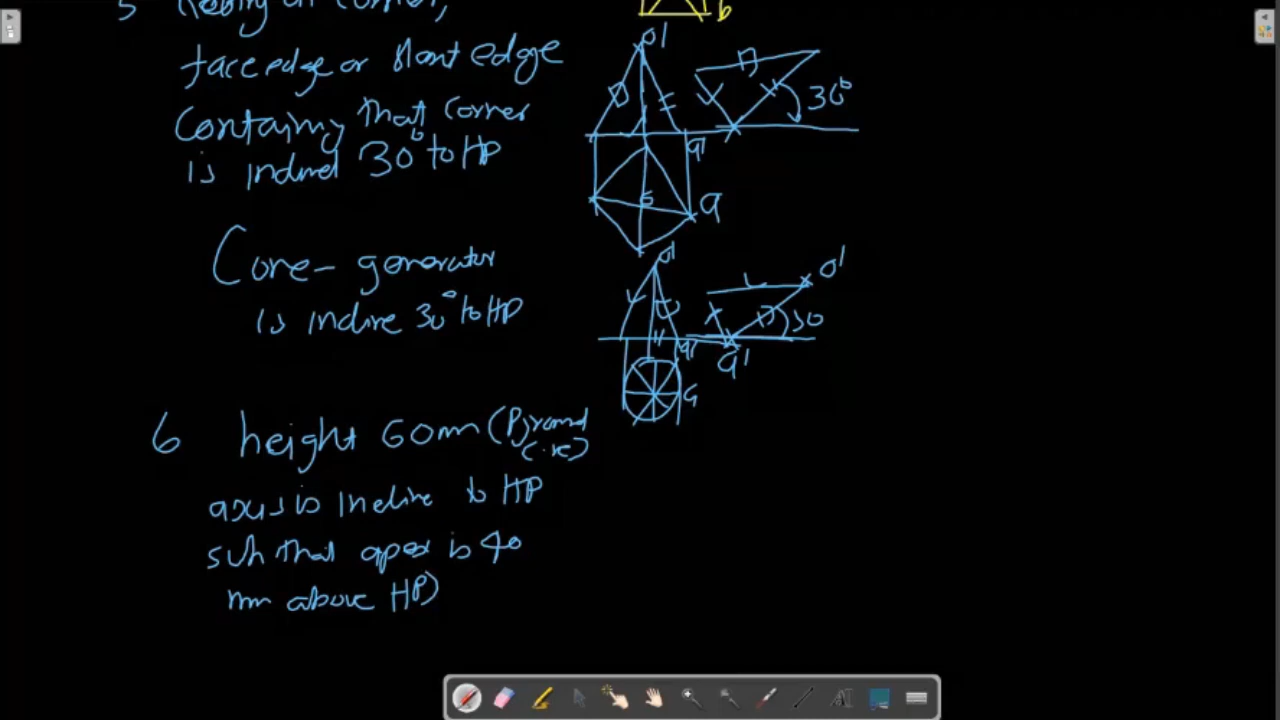 5 Resting on corner,
face edge or slant edge
containing that corner
is inclined 30° to HP
b
o'
30°
a'
a
Cone- generator
is incline 30° to HP
o'
o'
30
a'
a'
a
6 height 60mm (Pyramid
axis is Incline to HP
suh that apex is 40
mm above HP)